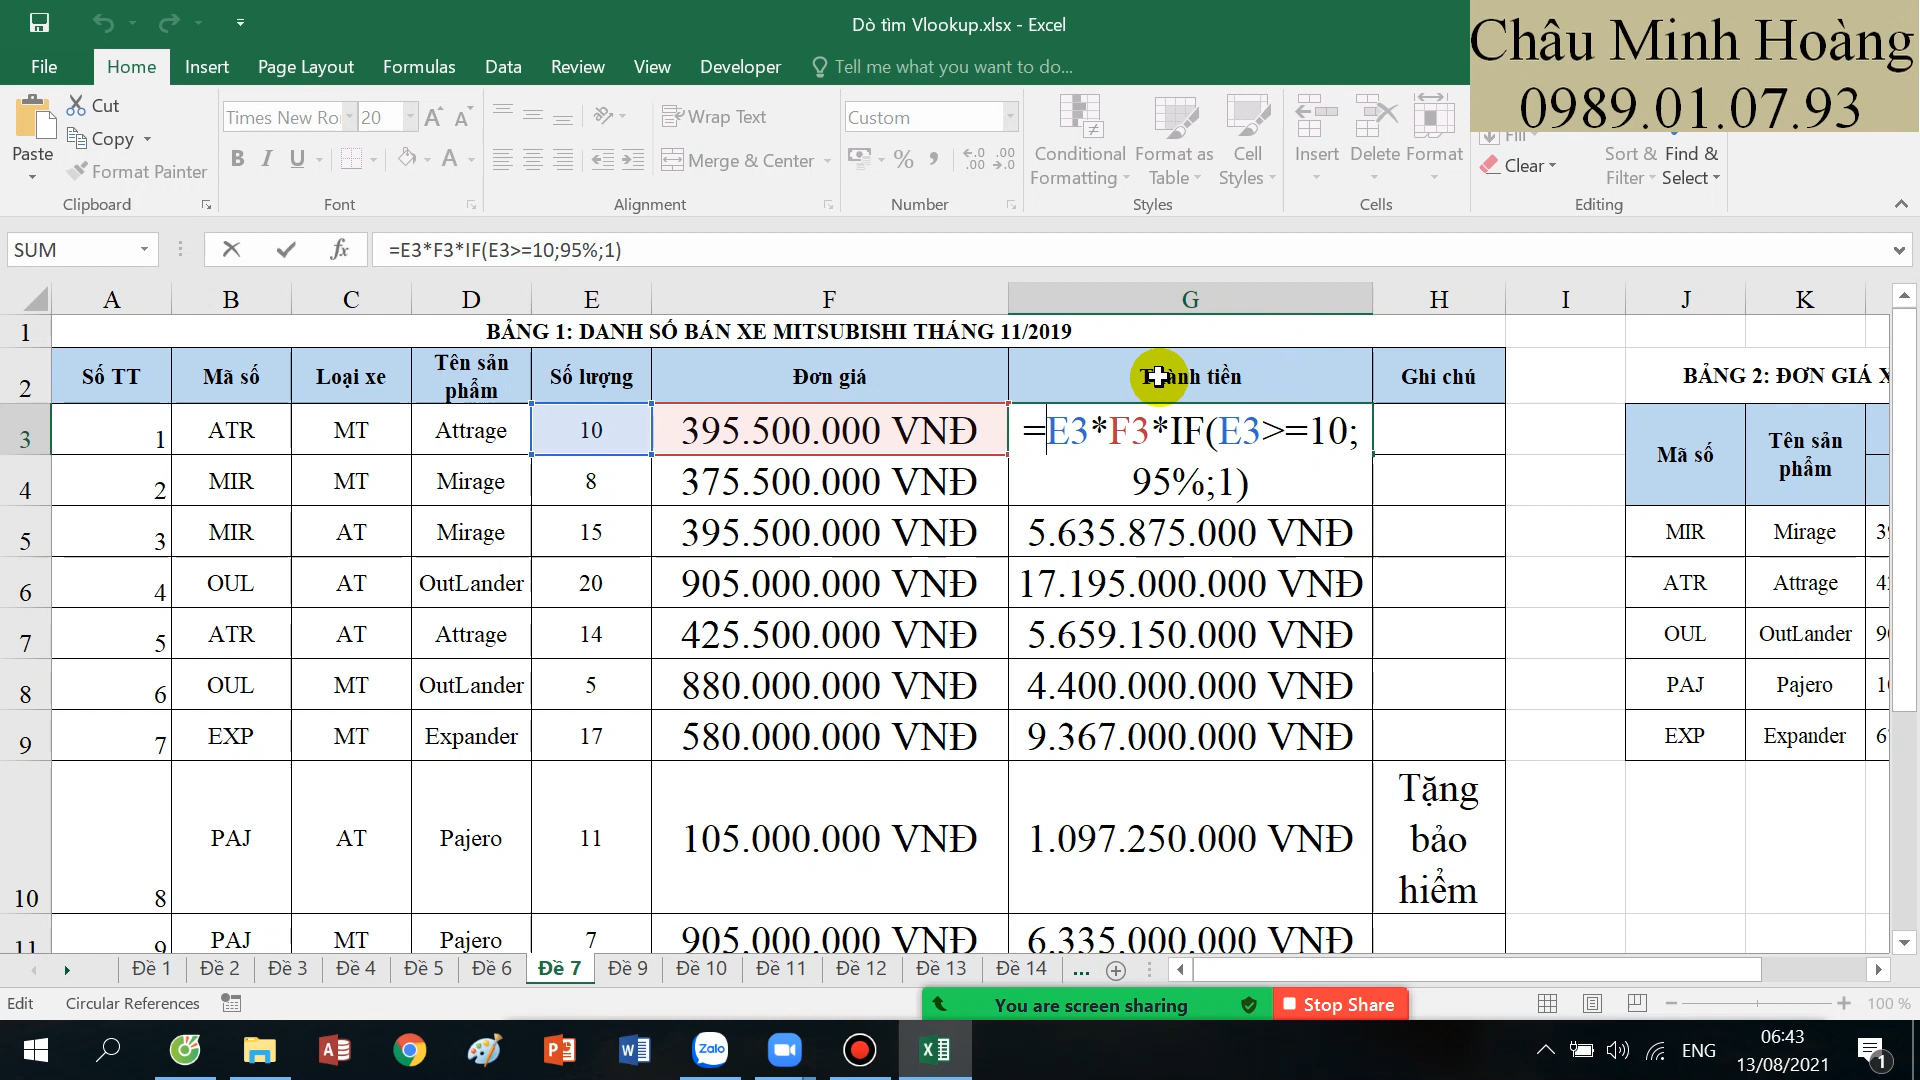 Dò tìm Vlookup.xlsx - Excel
Châu Minh Hoàng
0989.01.07.93
File Home Insert Page Layout Formulas Data Review View Developer Tell me what you want to do...
Paste
Cut
Copy
Format Painter
Clipboard
Times New Ro 20
B I U A
Font
Wrap Text
Merge & Center
Alignment
Custom
% ,
Number
Conditional Formatting
Format as Table
Cell Styles
Styles
Insert Delete Format
Cells
Fill
Clear
Sort & Filter
Find & Select
Editing
SUM
fx
=E3*F3*IF(E3>=10;95%;1)
A B C D E F G H I J K
1 BẢNG 1: DANH SỐ BÁN XE MITSUBISHI THÁNG 11/2019
2 Số TT Mã số Loại xe Tên sản phẩm Số lượng Đơn giá Thành tiền Ghi chú BẢNG 2: ĐƠN GIÁ X
3 1 ATR MT Attrage 10 395.500.000 VNĐ =E3*F3*IF(E3>=10;
95%;1)
Mã số Tên sản phẩm
4 2 MIR MT Mirage 8 375.500.000 VNĐ
5 3 MIR AT Mirage 15 395.500.000 VNĐ 5.635.875.000 VNĐ MIR Mirage
6 4 OUL AT OutLander 20 905.000.000 VNĐ 17.195.000.000 VNĐ ATR Attrage
7 5 ATR AT Attrage 14 425.500.000 VNĐ 5.659.150.000 VNĐ OUL OutLander
8 6 OUL MT OutLander 5 880.000.000 VNĐ 4.400.000.000 VNĐ PAJ Pajero
9 7 EXP MT Expander 17 580.000.000 VNĐ 9.367.000.000 VNĐ EXP Expander
10 8 PAJ AT Pajero 11 105.000.000 VNĐ 1.097.250.000 VNĐ Tặng bảo hiểm
11 9 PAJ MT Pajero 7 905.000.000 VNĐ 6.335.000.000 VNĐ
Đề 1 Đề 2 Đề 3 Đề 4 Đề 5 Đề 6 Đề 7 Đề 9 Đề 10 Đề 11 Đề 12 Đề 13 Đề 14 ...
Edit Circular References
You are screen sharing Stop Share
100 %
Zalo
ENG
06:43
13/08/2021
1